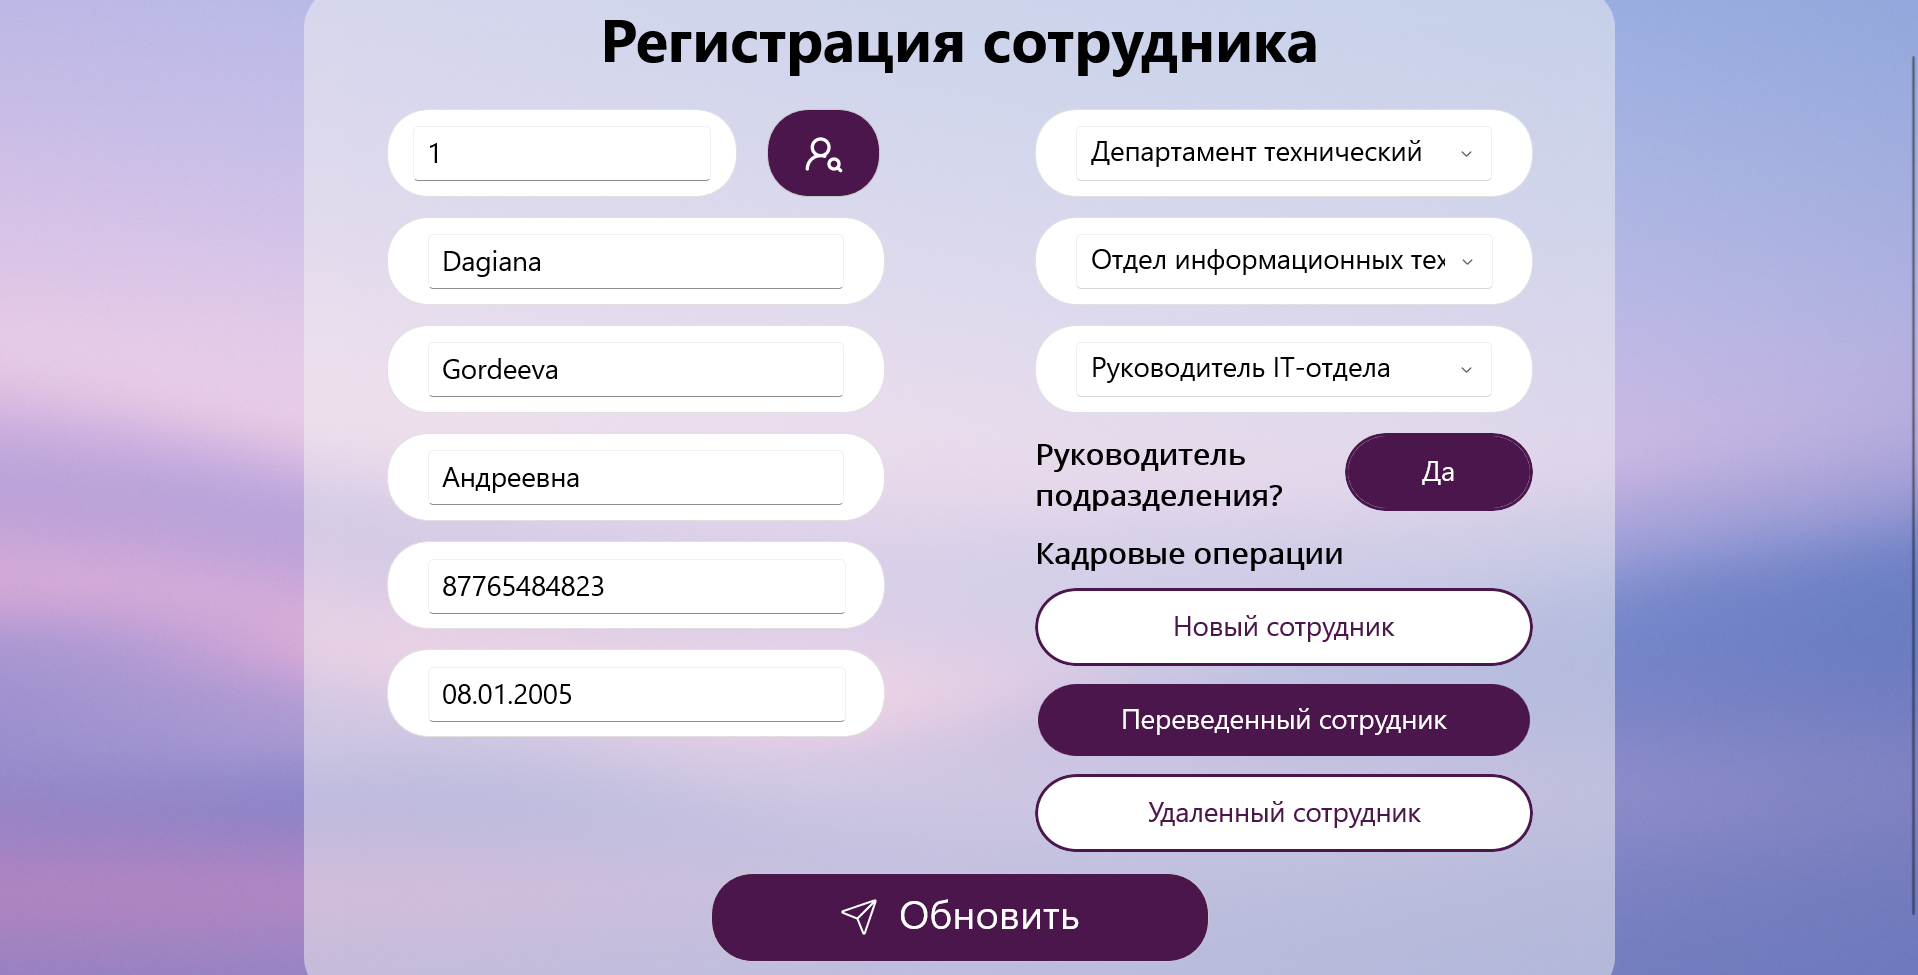 Регистрация сотрудника
1
Dagiana
Gordeeva
Андреевна
87765484823
08.01.2005
Департамент технический
Отдел информационных тех
Руководитель IT-отдела
Руководитель
подразделения?
Да
Кадровые операции
Новый сотрудник
Переведенный сотрудник
Удаленный сотрудник
Обновить